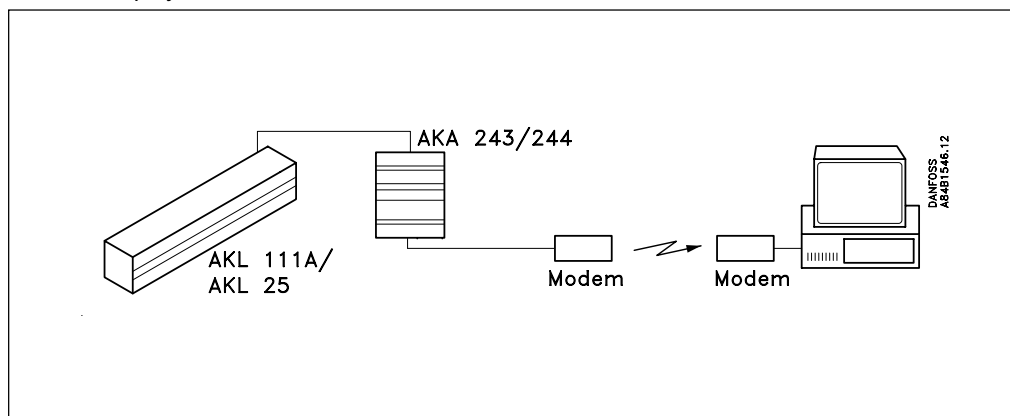 AKA 243/244
AKL 111A/
AKL 25
Modem
Modem
DANFOSS
A84B1546.12